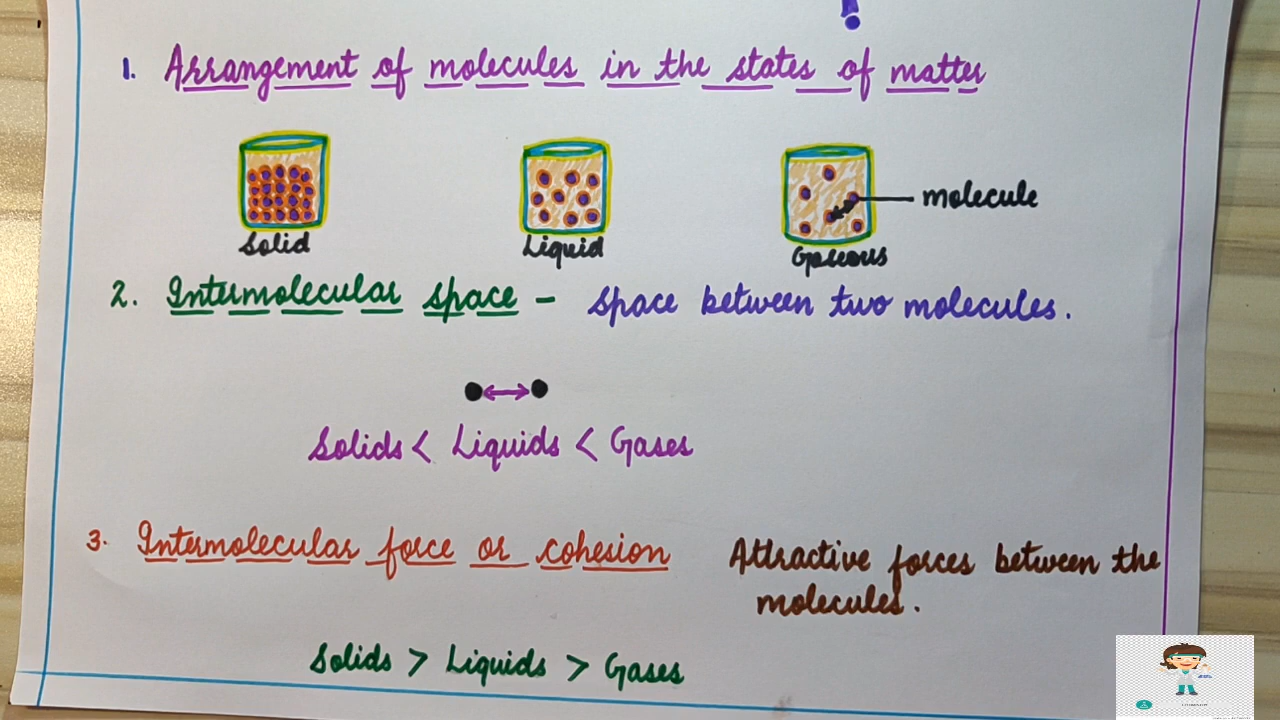 1. Arrangement of molecules in the states of matter
molecule
Solid
Liquid
Gaseous
2. Intermolecular space - space between two molecules.
Solids < Liquids < Gases
3. Intermolecular force or cohesion Attractive forces between the
molecules.
Solids > Liquids > Gases